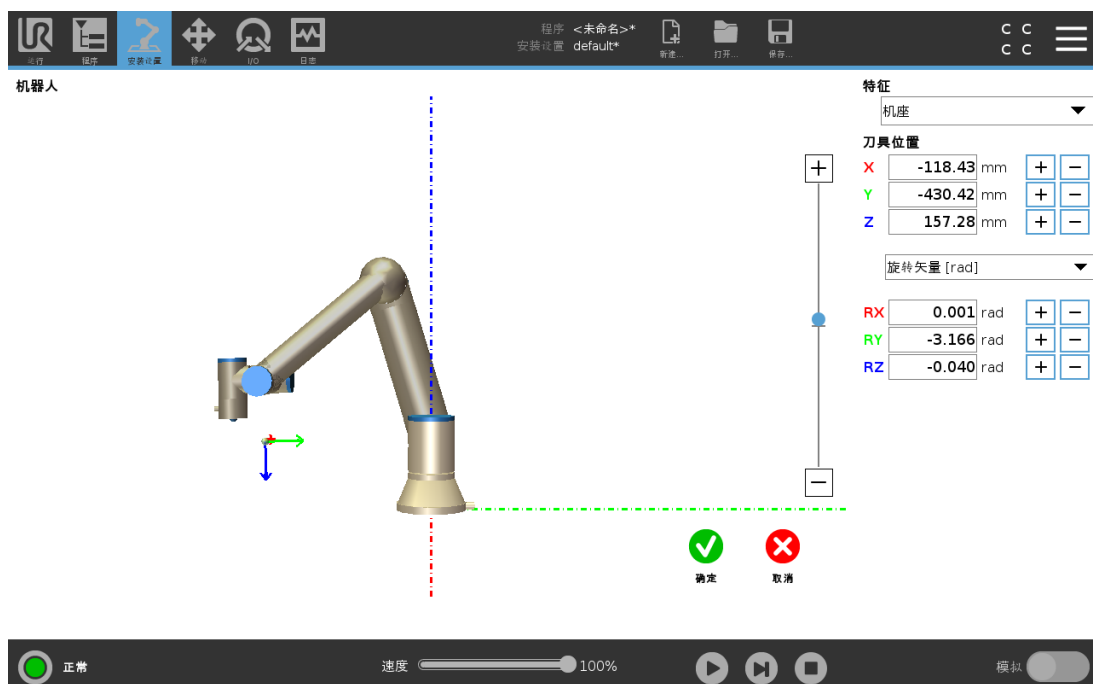 UR
运行
程序
安装设置
移动
I/O
日志
程序 <未命名>*
安装设置 default*
新建...
打开...
保存...
C C
C C
机器人
特征
机座
刀具位置
X -118.43 mm + −
Y -430.42 mm + −
Z 157.28 mm + −
旋转矢量 [rad]
RX 0.001 rad + −
RY -3.166 rad + −
RZ -0.040 rad + −
+
−
确定
取消
正常
速度
100%
模拟